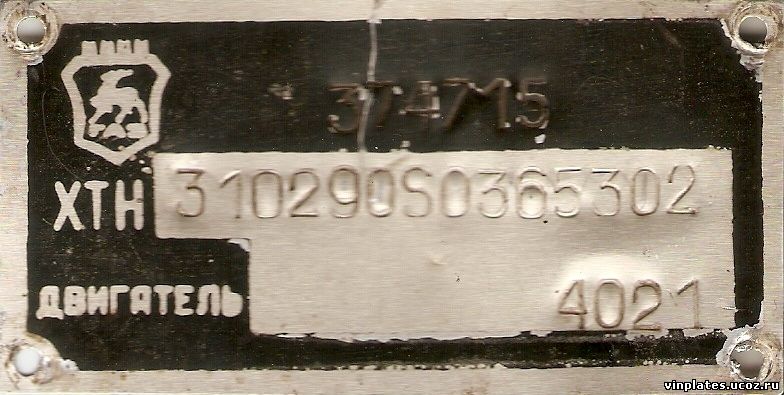 374715
ХТН 310290S0365302
ДВИГАТЕЛЬ 4021
vinplates.ucoz.ru